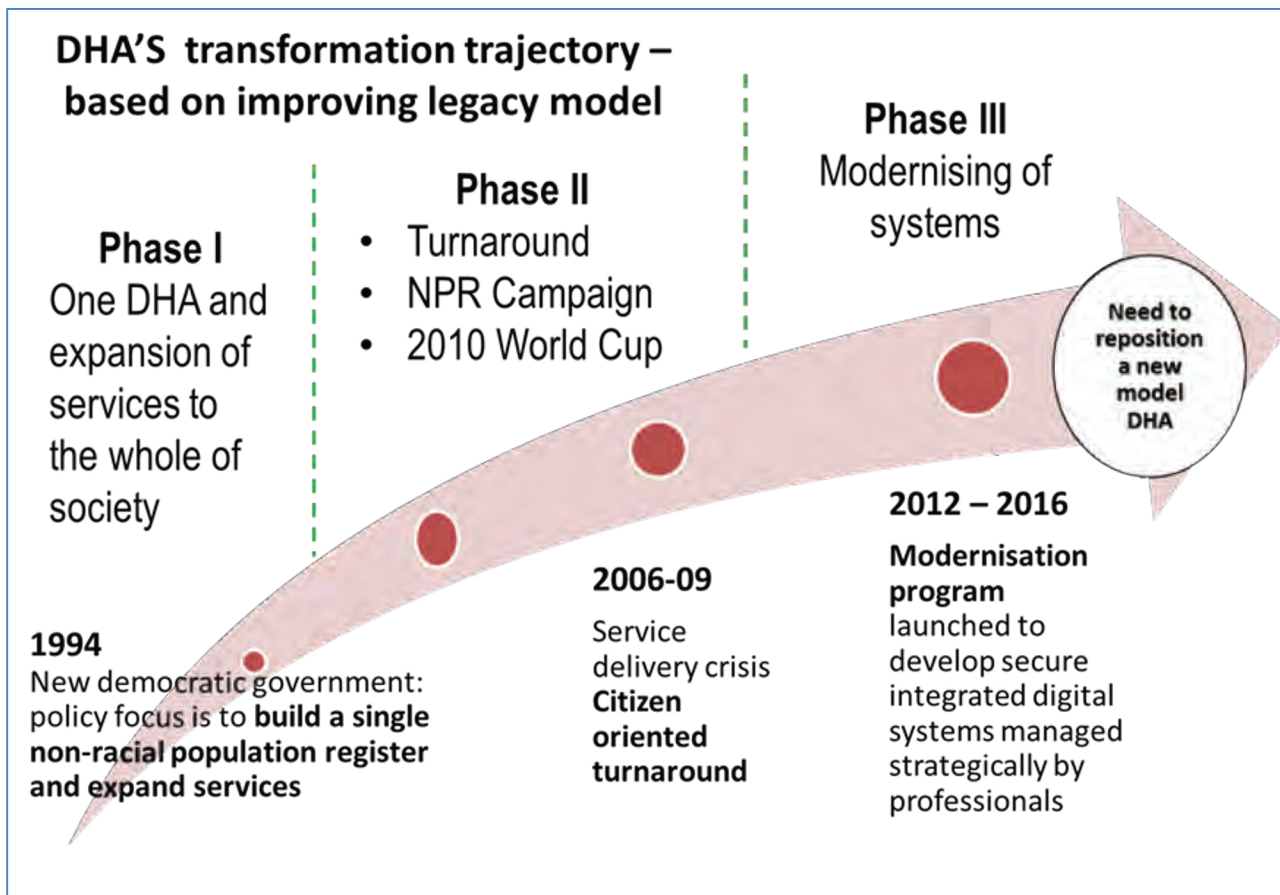 DHA'S transformation trajectory –
based on improving legacy model
Phase I
One DHA and
expansion of
services to
the whole of
society
Phase II
• Turnaround
• NPR Campaign
• 2010 World Cup
Phase III
Modernising of
systems
Need to
reposition
a new
model
DHA
1994
New democratic government:
policy focus is to build a single
non-racial population register
and expand services
2006-09
Service
delivery crisis
Citizen
oriented
turnaround
2012 – 2016
Modernisation
program
launched to
develop secure
integrated digital
systems managed
strategically by
professionals